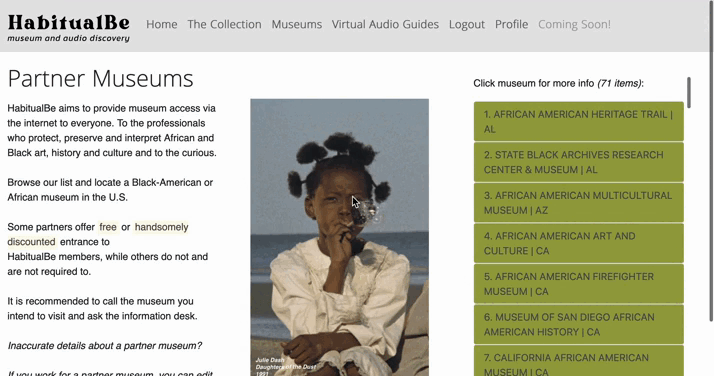 HabitualBe
museum and audio discovery
Home The Collection Museums Virtual Audio Guides Logout Profile Coming Soon!
Partner Museums
HabitualBe aims to provide museum access via
the internet to everyone. To the professionals
who protect, preserve and interpret African and
Black art, history and culture and to the curious.
Browse our list and locate a Black-American or
African museum in the U.S.
Some partners offer free or handsomely
discounted entrance to
HabitualBe members, while others do not and
are not required to.
It is recommended to call the museum you
intend to visit and ask the information desk.
Inaccurate details about a partner museum?
If you work for a partner museum, you can edit
Julie Dash
Daughters of the Dust
1991
Click museum for more info (71 items):
1. AFRICAN AMERICAN HERITAGE TRAIL |
AL
2. STATE BLACK ARCHIVES RESEARCH
CENTER & MUSEUM | AL
3. AFRICAN AMERICAN MULTICULTURAL
MUSEUM | AZ
4. AFRICAN AMERICAN ART AND
CULTURE | CA
5. AFRICAN AMERICAN FIREFIGHTER
MUSEUM | CA
6. MUSEUM OF SAN DIEGO AFRICAN
AMERICAN HISTORY | CA
7. CALIFORNIA AFRICAN AMERICAN
MUSEUM | CA